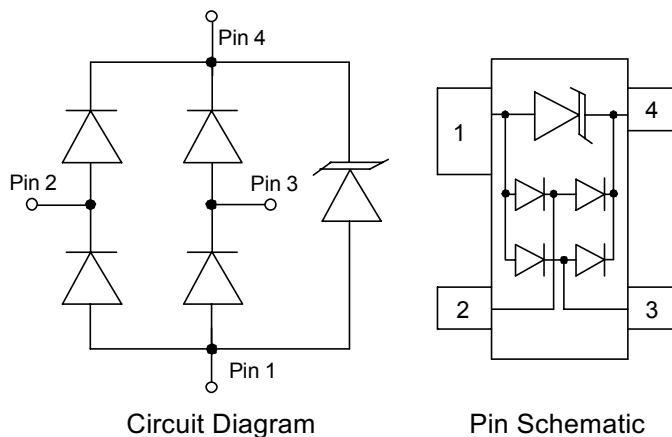 Pin 4
Pin 2
Pin 3
Pin 1
Circuit Diagram
1
4
2
3
Pin Schematic